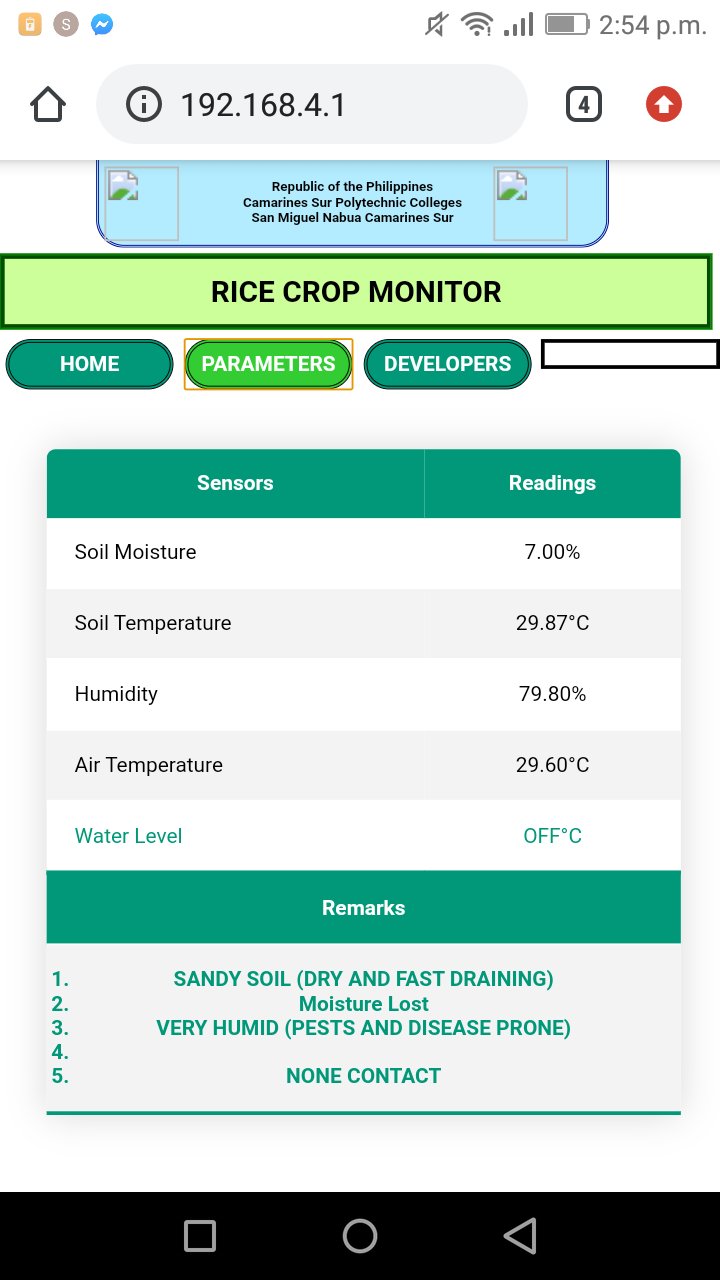 S
2:54 p.m.
192.168.4.1
4
Republic of the Philippines
Camarines Sur Polytechnic Colleges
San Miguel Nabua Camarines Sur
RICE CROP MONITOR
HOME PARAMETERS DEVELOPERS
Sensors Readings
Soil Moisture 7.00%
Soil Temperature 29.87°C
Humidity 79.80%
Air Temperature 29.60°C
Water Level OFF°C
Remarks
1. SANDY SOIL (DRY AND FAST DRAINING)
2. Moisture Lost
3. VERY HUMID (PESTS AND DISEASE PRONE)
4.
5. NONE CONTACT